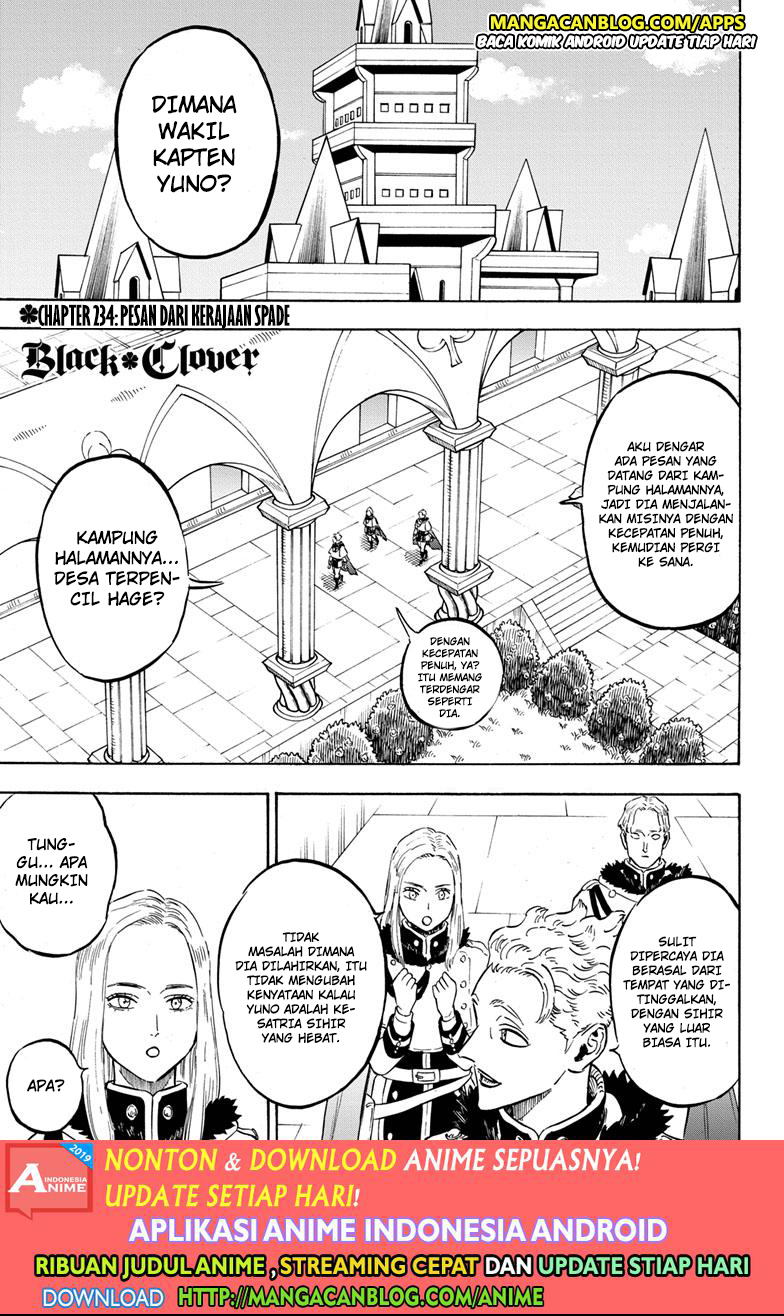 MANGACANBLOG.COM/APPS
BACA KOMIK ANDROID UPDATE TIAP HARI
DIMANA
WAKIL
KAPTEN
YUNO?
CHAPTER 234: PESAN DARI KERAJAAN SPADE
Black Clover
AKU DENGAR
ADA PESAN YANG
DATANG DARI KAM-
PUNG HALAMANNYA,
JADI DIA MENJALAN-
KAN MISINYA DENGAN
KECEPATAN PENUH,
KEMUDIAN PERGI
KE SANA.
KAMPUNG
HALAMANNYA...
DESA TERPEN-
CIL HAGE?
DENGAN
KECEPATAN
PENUH, YA?
ITU MEMANG
TERDENGAR
SEPERTI
DIA.
SULIT
DIPERCAYA DIA
BERASAL DARI
TEMPAT YANG DI-
TINGGALKAN,
DENGAN SIHIR
YANG LUAR
BIASA ITU.
TIDAK
MASALAH DIMANA
DIA DILAHIRKAN, ITU
TIDAK MENGUBAH
KENYATAAN KALAU
YUNO ADALAH KE-
SATRIA SIHIR
YANG HEBAT.
TUNG-
GU... APA
MUNGKIN
KAU...
APA?
2019
INDONESIA
ANIME
NONTON & DOWNLOAD ANIME SEPUASNYA!
UPDATE SETIAP HARI!
APLIKASI ANIME INDONESIA ANDROID
RIBUAN JUDUL ANIME , STREAMING CEPAT DAN UPDATE STIAP HARI
DOWNLOAD HTTP://MANGACANBLOG.COM/ANIME